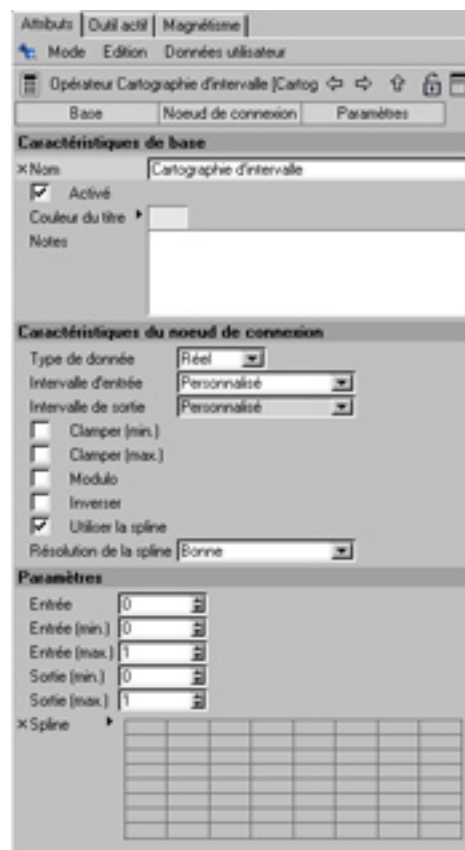 Attributs Outil actif Magnétisme
Mode Edition Données utilisateur
Opérateur Cartographie d'intervalle [Cartog
Base Noeud de connexion Paramètres
Caractéristiques de base
Nom Cartographie d'intervalle
Activé
Couleur du titre
Notes
Caractéristiques du noeud de connexion
Type de donnée Réel
Intervalle d'entrée Personnalisé
Intervalle de sortie Personnalisé
Clamper (min.)
Clamper (max.)
Modulo
Inverser
Utiliser la spline
Résolution de la spline Bonne
Paramètres
Entrée 0
Entrée (min.) 0
Entrée (max.) 1
Sortie (min.) 0
Sortie (max.) 1
Spline